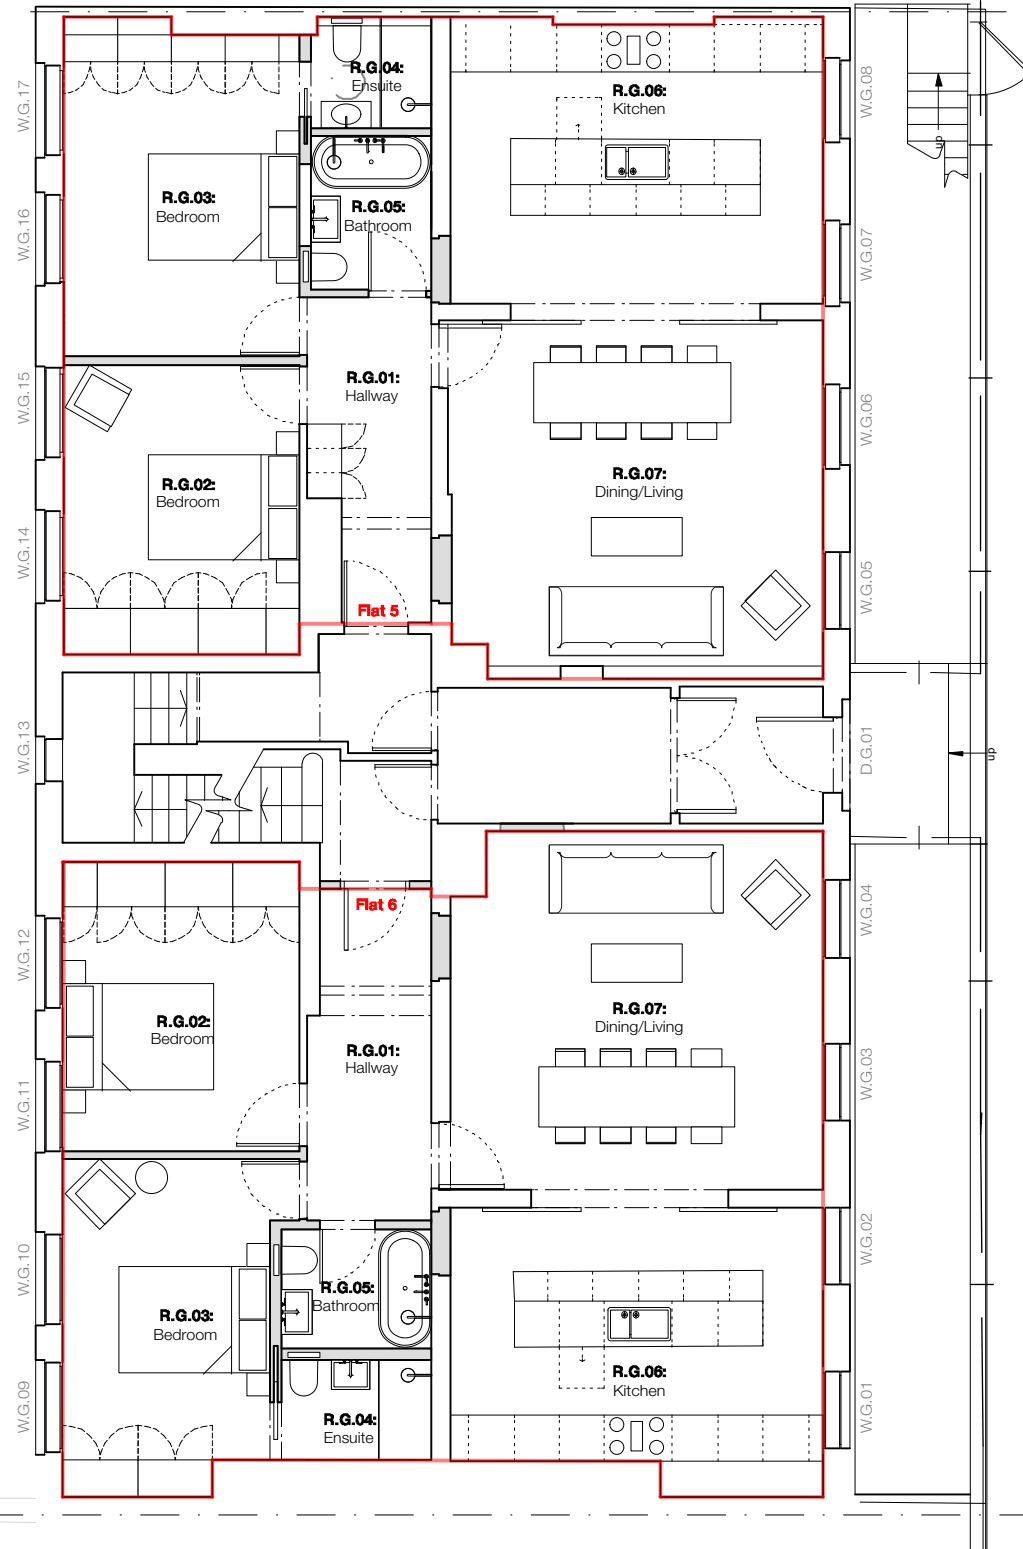 W.G.17
R.G.04:
Ensuite
W.G.08
R.G.06:
Kitchen
up
R.G.03:
Bedroom
R.G.05:
Bathroom
W.G.16
W.G.07
W.G.15
R.G.01:
Hallway
W.G.06
R.G.02:
Bedroom
R.G.07:
Dining/Living
W.G.14
W.G.05
Flat 5
W.G.13
D.G.01
up
Flat 6
W.G.04
W.G.12
R.G.02:
Bedroom
R.G.07:
Dining/Living
R.G.01:
Hallway
W.G.11
W.G.03
W.G.10
W.G.02
R.G.05:
Bathroom
R.G.03:
Bedroom
R.G.06:
Kitchen
W.G.09
R.G.04:
Ensuite
W.G.01